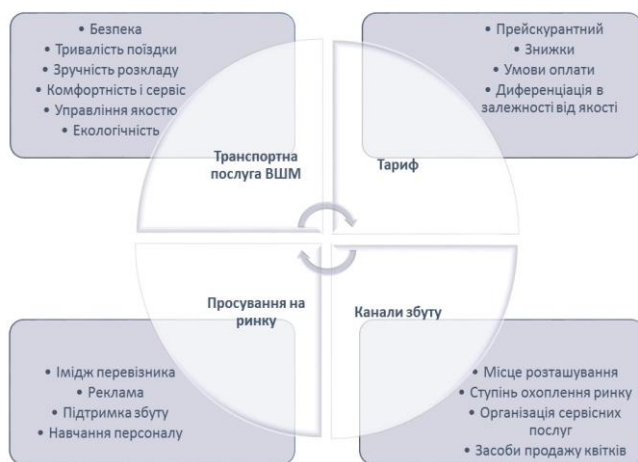 • Безпека
• Тривалість поїздки
• Зручність розкладу
• Комфортність і сервіс
• Управління якостю
• Екологічність
Транспортна
послуга ВШМ
• Прейскурантний
• Знижки
• Умови оплати
• Диференціація в
залежності від якості
Тариф
Просування на
ринку
• Імідж перевізника
• Реклама
• Підтримка збуту
• Навчання персоналу
Канали збуту
• Місце розташування
• Ступінь охоплення ринку
• Організація сервісних
послуг
• Засоби продажу квітків